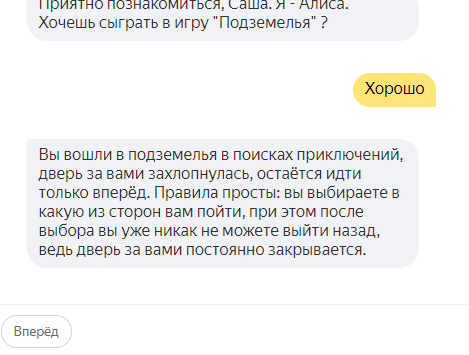 Приятно познакомиться, Саша. Я - Алиса.
Хочешь сыграть в игру "Подземелья" ?
Хорошо
Вы вошли в подземелья в поисках приключений,
дверь за вами захлопнулась, остаётся идти
только вперёд. Правила просты: вы выбираете в
какую из сторон вам пойти, при этом после
выбора вы уже никак не можете выйти назад,
ведь дверь за вами постоянно закрывается.
Вперёд